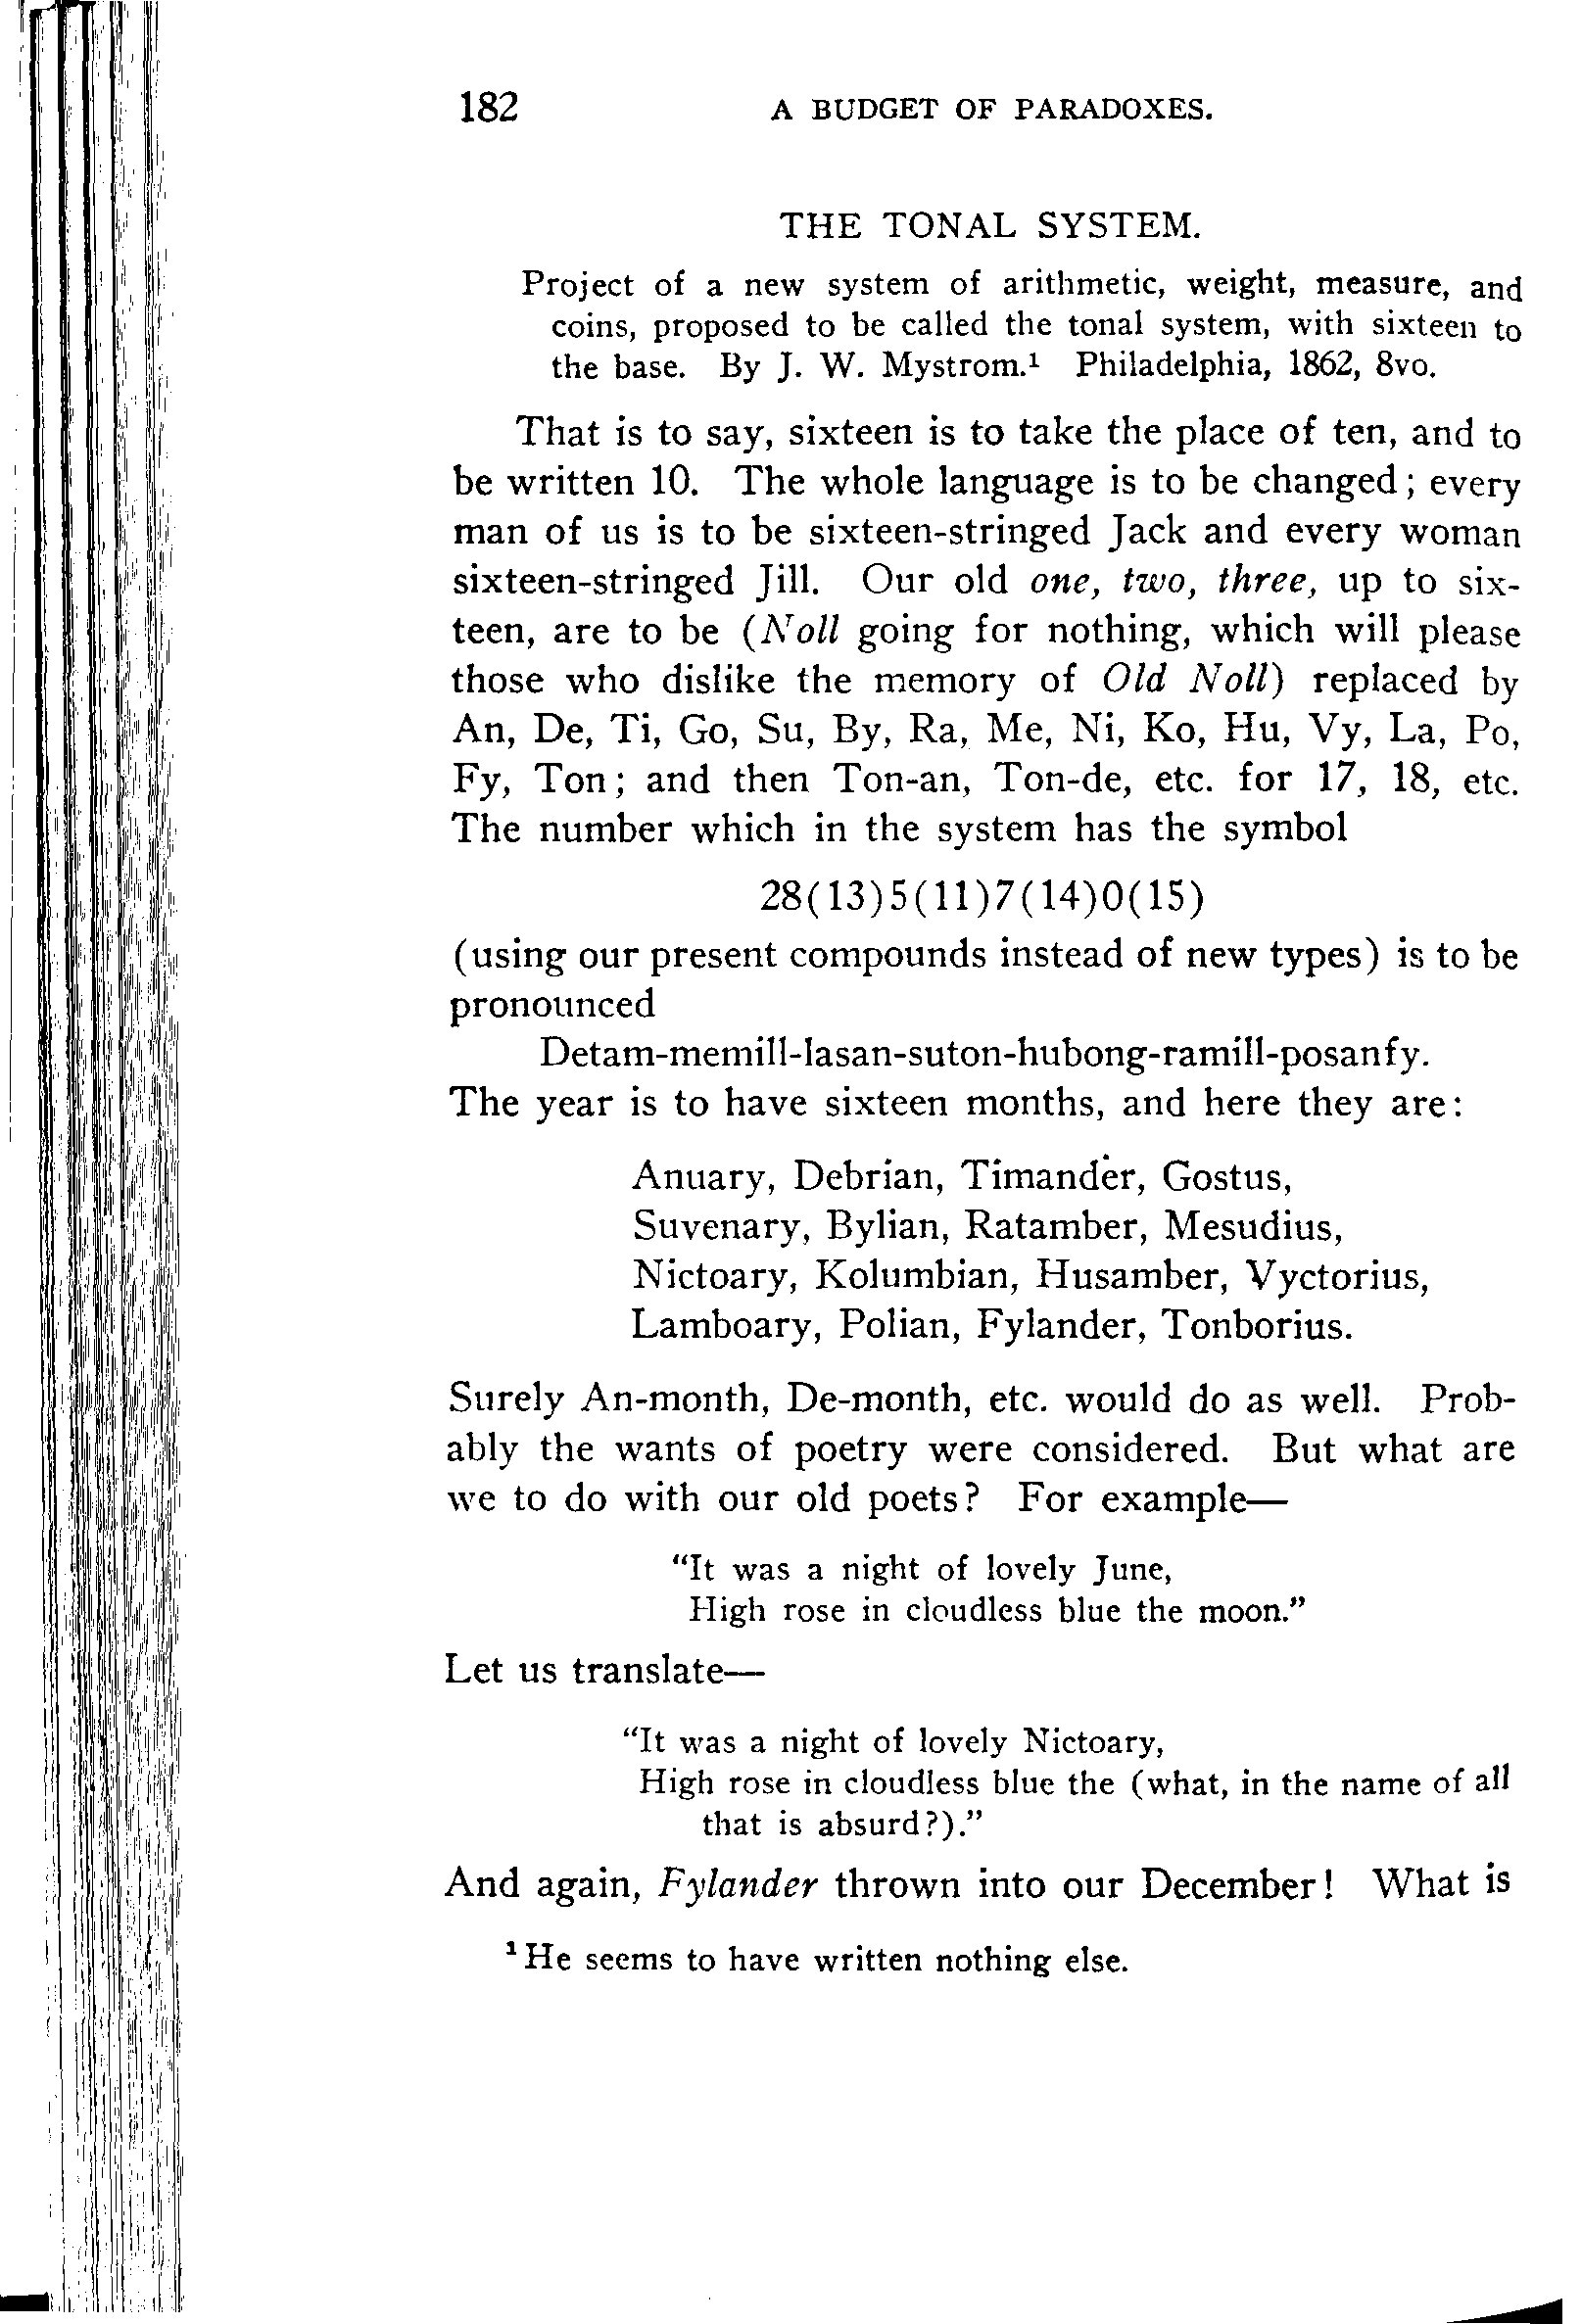 182 A BUDGET OF PARADOXES.
THE TONAL SYSTEM.
Project of a new system of arithmetic, weight, measure, and
coins, proposed to be called the tonal system, with sixteen to
the base. By J. W. Mystrom.¹ Philadelphia, 1862, 8vo.
That is to say, sixteen is to take the place of ten, and to
be written 10. The whole language is to be changed; every
man of us is to be sixteen-stringed Jack and every woman
sixteen-stringed Jill. Our old one, two, three, up to six-
teen, are to be (Noll going for nothing, which will please
those who dislike the memory of Old Noll) replaced by
An, De, Ti, Go, Su, By, Ra, Me, Ni, Ko, Hu, Vy, La, Po,
Fy, Ton; and then Ton-an, Ton-de, etc. for 17, 18, etc.
The number which in the system has the symbol
28(13)5(11)7(14)0(15)
(using our present compounds instead of new types) is to be
pronounced
Detam-memill-lasan-suton-hubong-ramill-posanfy.
The year is to have sixteen months, and here they are:
Anuary, Debrian, Timander, Gostus,
Suvenary, Bylian, Ratamber, Mesudius,
Nictoary, Kolumbian, Husamber, Vyctorius,
Lamboary, Polian, Fylander, Tonborius.
Surely An-month, De-month, etc. would do as well. Prob-
ably the wants of poetry were considered. But what are
we to do with our old poets? For example—
"It was a night of lovely June,
High rose in cloudless blue the moon."
Let us translate—
"It was a night of lovely Nictoary,
High rose in cloudless blue the (what, in the name of all
that is absurd?)."
And again, Fylander thrown into our December! What is
¹ He seems to have written nothing else.